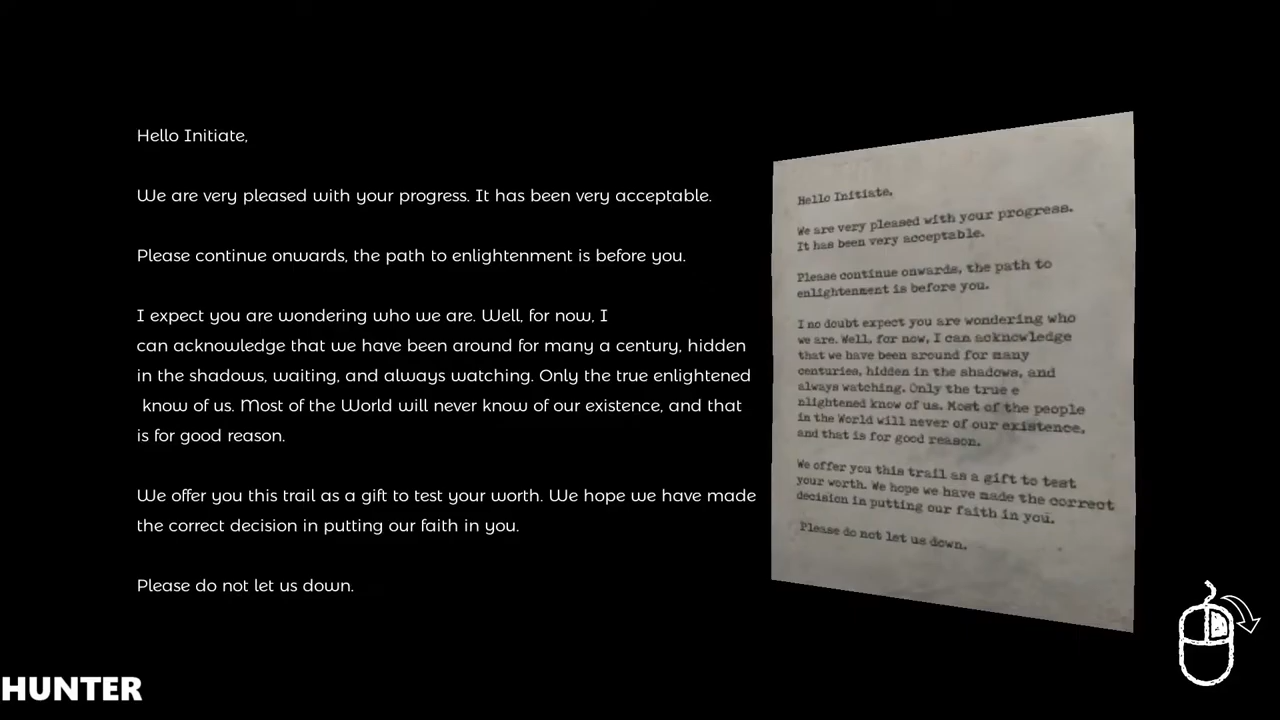 Hello Initiate,
We are very pleased with your progress. It has been very acceptable.
Please continue onwards, the path to enlightenment is before you.
I expect you are wondering who we are. Well, for now, I
can acknowledge that we have been around for many a century, hidden
in the shadows, waiting, and always watching. Only the true enlightened
know of us. Most of the World will never know of our existence, and that
is for good reason.
We offer you this trail as a gift to test your worth. We hope we have made
the correct decision in putting our faith in you.
Please do not let us down.
Hello Initiate,
We are very pleased with your progress.
It has been very acceptable.
Please continue onwards, the path to
enlightenment is before you.
I no doubt expect you are wondering who
we are. Well, for now, I can acknowledge
that we have been around for many
centuries, hidden in the shadows, and
always watching. Only the true e
nlightened know of us. Most of the people
in the World will never of our existence,
and that is for good reason.
We offer you this trail as a gift to test
your worth. We hope we have made the correct
decision in putting our faith in you.
Please do not let us down.
HUNTER